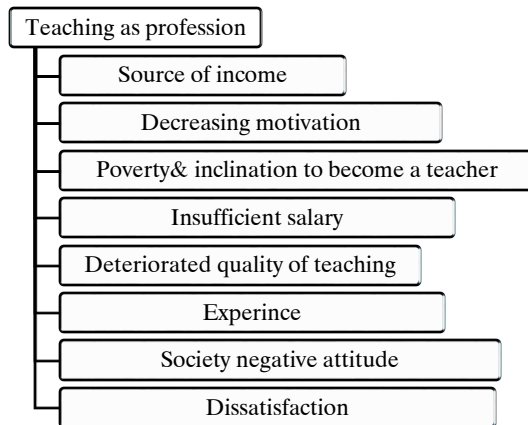 Teaching as profession
Source of income
Decreasing motivation
Poverty& inclination to become a teacher
Insufficient salary
Deteriorated quality of teaching
Experince
Society negative attitude
Dissatisfaction